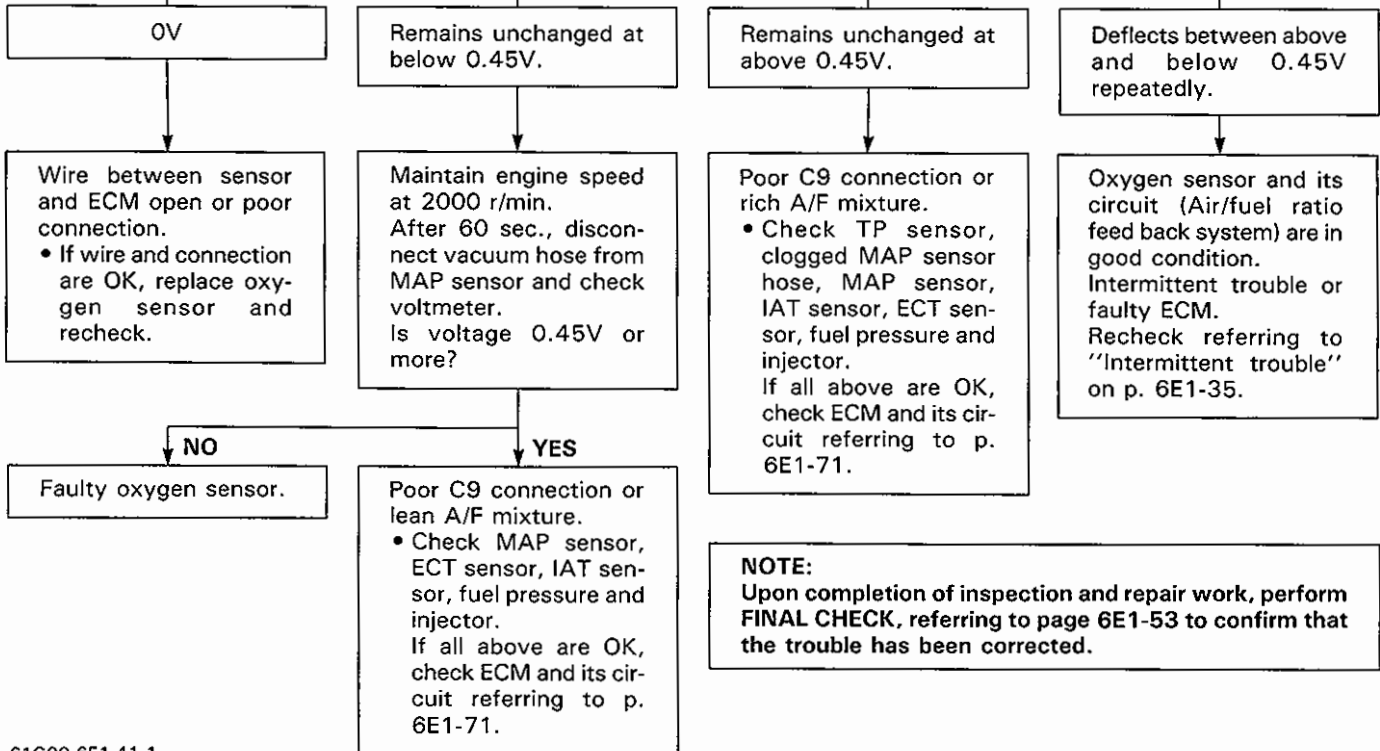 OV
Wire between sensor
and ECM open or poor
connection.
• If wire and connection
are OK, replace oxy-
gen sensor and
recheck.
Remains unchanged at
below 0.45V.
Maintain engine speed
at 2000 r/min.
After 60 sec., discon-
nect vacuum hose from
MAP sensor and check
voltmeter.
Is voltage 0.45V or
more?
NO
YES
Faulty oxygen sensor.
Poor C9 connection or
lean A/F mixture.
• Check MAP sensor,
ECT sensor, IAT sen-
sor, fuel pressure and
injector.
If all above are OK,
check ECM and its cir-
cuit referring to p.
6E1-71.
Remains unchanged at
above 0.45V.
Poor C9 connection or
rich A/F mixture.
• Check TP sensor,
clogged MAP sensor
hose, MAP sensor,
IAT sensor, ECT sen-
sor, fuel pressure and
injector.
If all above are OK,
check ECM and its cir-
cuit referring to p.
6E1-71.
Deflects between above
and below 0.45V
repeatedly.
Oxygen sensor and its
circuit (Air/fuel ratio
feed back system) are in
good condition.
Intermittent trouble or
faulty ECM.
Recheck referring to
"Intermittent trouble"
on p. 6E1-35.
NOTE:
Upon completion of inspection and repair work, perform
FINAL CHECK, referring to page 6E1-53 to confirm that
the trouble has been corrected.